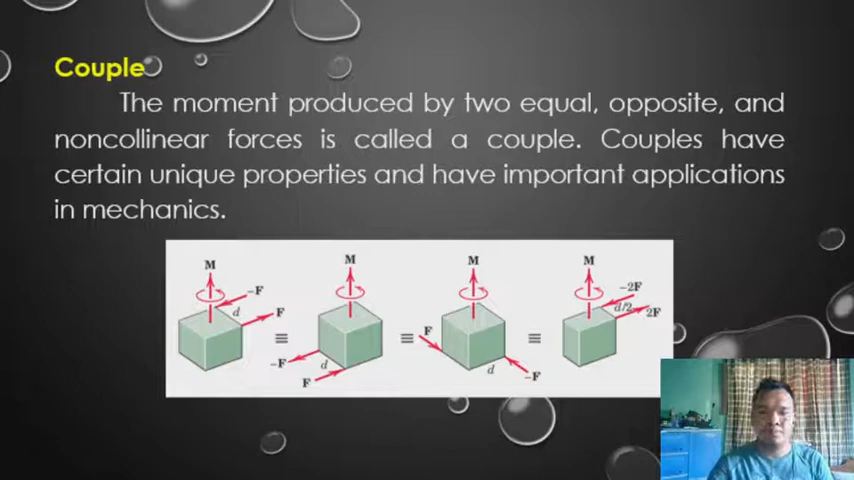 Couple
The moment produced by two equal, opposite, and
noncollinear forces is called a couple. Couples have
certain unique properties and have important applications
in mechanics.
M M M M
−F −2F
d F d/2 2F
≡ ≡ F ≡
−F d d −F
F